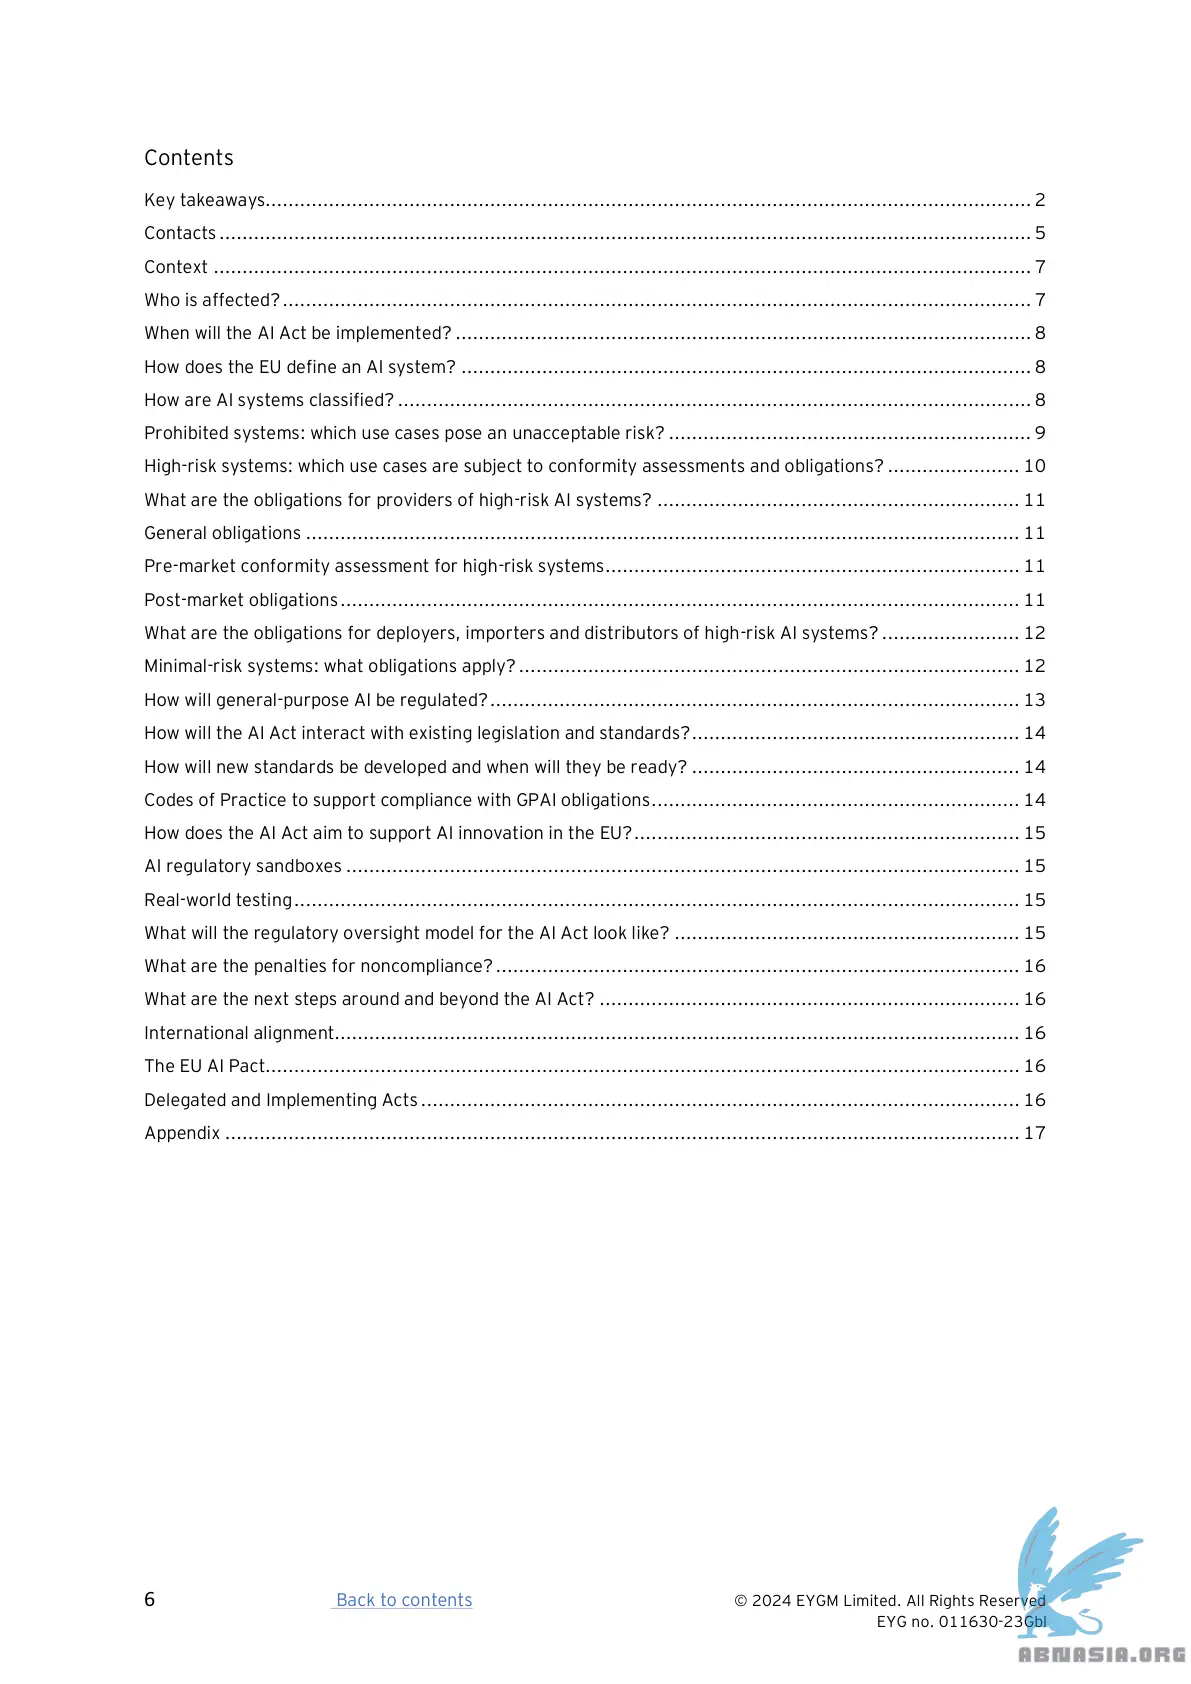 Contents
Key takeaways........................................ 2
Contacts ........................................ 5
Context ........................................ 7
Who is affected? ........................................ 7
When will the AI Act be implemented? ........................................ 8
How does the EU define an AI system? ........................................ 8
How are AI systems classified? ........................................ 8
Prohibited systems: which use cases pose an unacceptable risk? ........................................ 9
High-risk systems: which use cases are subject to conformity assessments and obligations? ....................... 10
What are the obligations for providers of high-risk AI systems? ........................................ 11
General obligations ........................................ 11
Pre-market conformity assessment for high-risk systems........................................ 11
Post-market obligations ........................................ 11
What are the obligations for deployers, importers and distributors of high-risk AI systems? ........................ 12
Minimal-risk systems: what obligations apply? ........................................ 12
How will general-purpose AI be regulated? ........................................ 13
How will the AI Act interact with existing legislation and standards? ........................................ 14
How will new standards be developed and when will they be ready? ........................................ 14
Codes of Practice to support compliance with GPAI obligations........................................ 14
How does the AI Act aim to support AI innovation in the EU? ........................................ 15
AI regulatory sandboxes ........................................ 15
Real-world testing ........................................ 15
What will the regulatory oversight model for the AI Act look like? ........................................ 15
What are the penalties for noncompliance? ........................................ 16
What are the next steps around and beyond the AI Act? ........................................ 16
International alignment........................................ 16
The EU AI Pact........................................ 16
Delegated and Implementing Acts ........................................ 16
Appendix ........................................ 17
6 Back to contents © 2024 EYGM Limited. All Rights Reserved
EYG no. 011630-23Gbl
ABNASIA.ORG